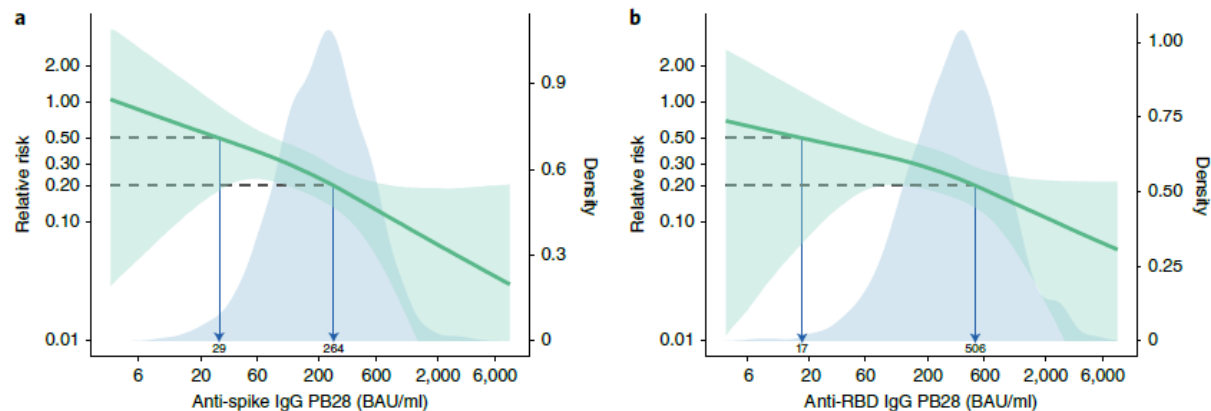 a
Relative risk
2.00
1.00
0.50
0.30
0.20
0.10
0.01
0.9
0.6
0.3
0
Density
29
264
6 20 60 200 600 2,000 6,000
Anti-spike IgG PB28 (BAU/ml)
b
Relative risk
2.00
1.00
0.50
0.30
0.20
0.10
0.01
1.00
0.75
0.50
0.25
0
Density
17
506
6 20 60 200 600 2,000 6,000
Anti-RBD IgG PB28 (BAU/ml)